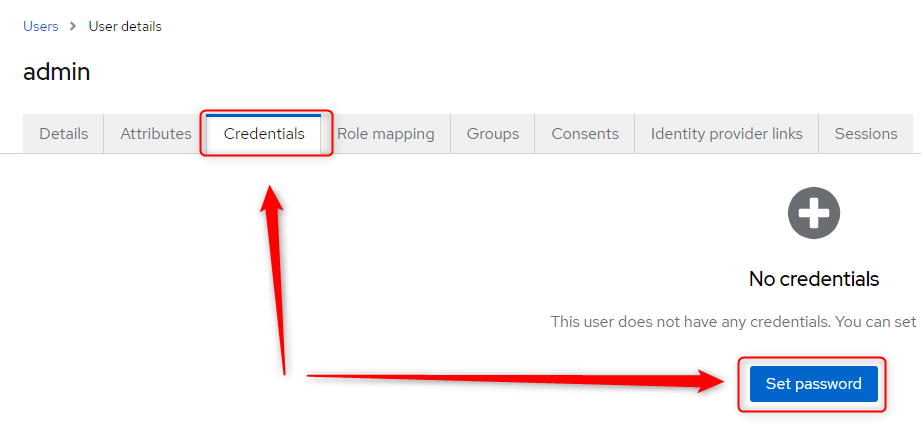 Users > User details
admin
Details Attributes Credentials Role mapping Groups Consents Identity provider links Sessions
No credentials
This user does not have any credentials. You can set
Set password